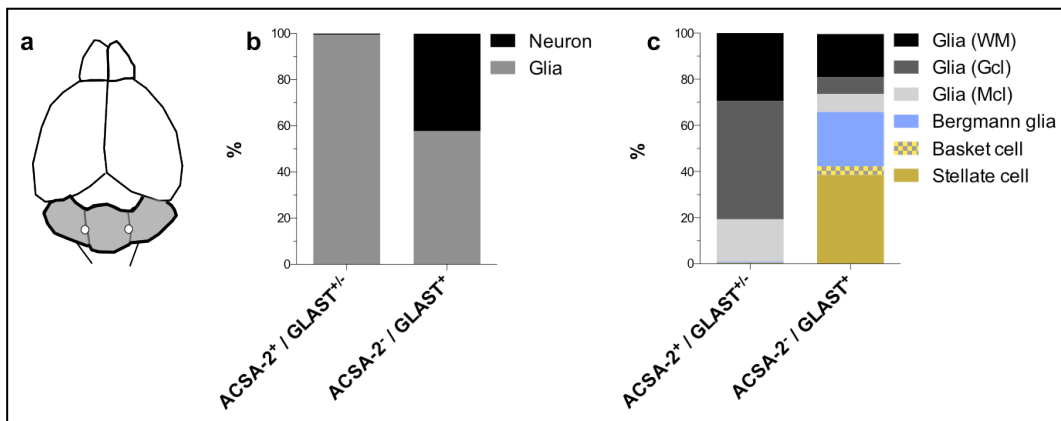 a
b
100
80
60
40
20
0
%
Neuron
Glia
ACSA-2⁺ / GLAST⁺/⁻
ACSA-2⁻ / GLAST⁺
c
100
80
60
40
20
0
%
Glia (WM)
Glia (Gcl)
Glia (Mcl)
Bergmann glia
Basket cell
Stellate cell
ACSA-2⁺ / GLAST⁺/⁻
ACSA-2⁻ / GLAST⁺